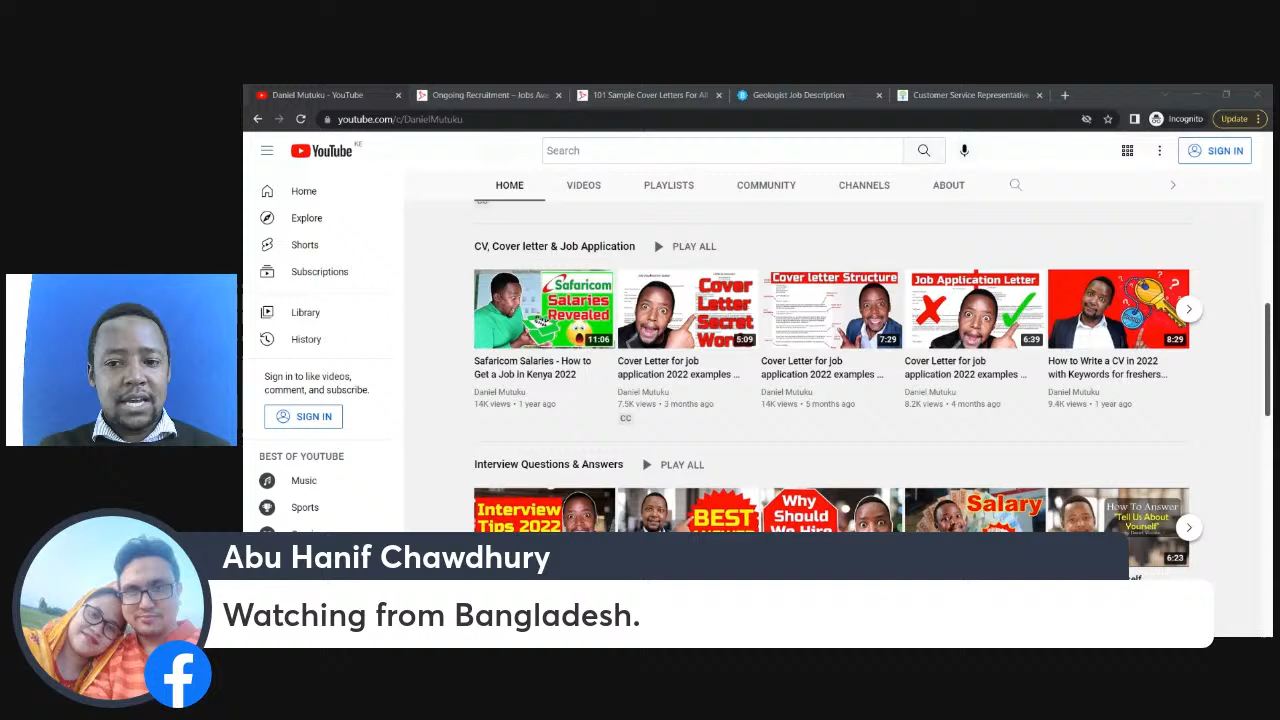 Daniel Mutuku - YouTube
Ongoing Recruitment – Jobs Ava
101 Sample Cover Letters For All
Geologist Job Description
Customer Service Representative
youtube.com/c/DanielMutuku
Incognito
Update
YouTube KE
Search
SIGN IN
HOME
VIDEOS
PLAYLISTS
COMMUNITY
CHANNELS
ABOUT
Home
Explore
Shorts
Subscriptions
Library
History
Sign in to like videos,
comment, and subscribe.
SIGN IN
BEST OF YOUTUBE
Music
Sports
CV, Cover letter & Job Application
PLAY ALL
Safaricom
Salaries
Revealed
11:06
Cover
Letter
Secret
Word
5:09
Cover letter Structure
7:29
Job Application Letter
6:39
8:29
Safaricom Salaries - How to
Get a Job in Kenya 2022
Daniel Mutuku
14K views • 1 year ago
Cover Letter for job
application 2022 examples ...
Daniel Mutuku
7.5K views • 3 months ago
CC
Cover Letter for job
application 2022 examples ...
Daniel Mutuku
14K views • 5 months ago
Cover Letter for job
application 2022 examples ...
Daniel Mutuku
8.2K views • 4 months ago
How to Write a CV in 2022
with Keywords for freshers...
Daniel Mutuku
9.4K views • 1 year ago
Interview Questions & Answers
PLAY ALL
Interview
Tips 2022
BEST
Why
Should
We Hire
Salary
How To Answer
"Tell Us About
Yourself"
6:23
Abu Hanif Chawdhury
Watching from Bangladesh.